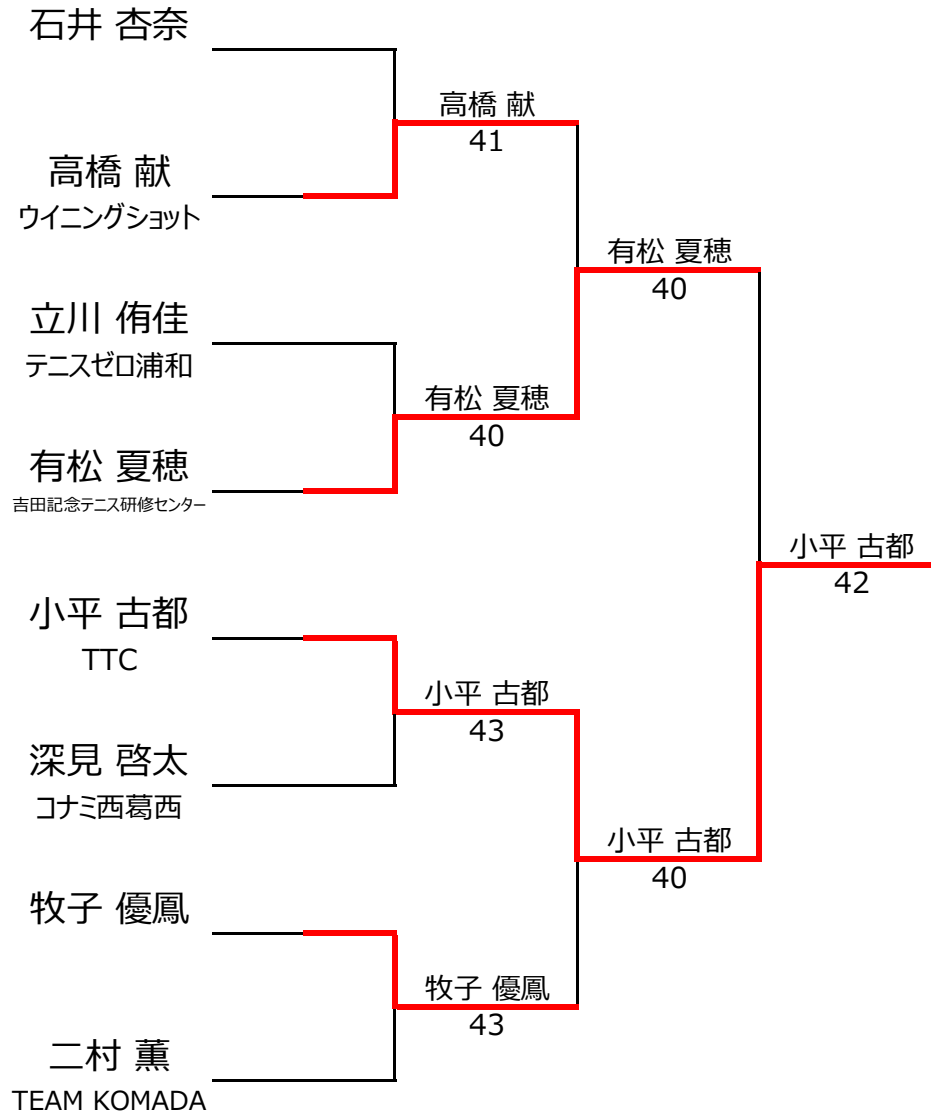 石井 杏奈
高橋 献
ウイニングショット
立川 侑佳
テニスゼロ浦和
有松 夏穂
吉田記念テニス研修センター
小平 古都
TTC
深見 啓太
コナミ西葛西
牧子 優鳳
二村 薫
TEAM KOMADA
高橋 献
41
有松 夏穂
40
小平 古都
43
牧子 優鳳
43
有松 夏穂
40
小平 古都
40
小平 古都
42